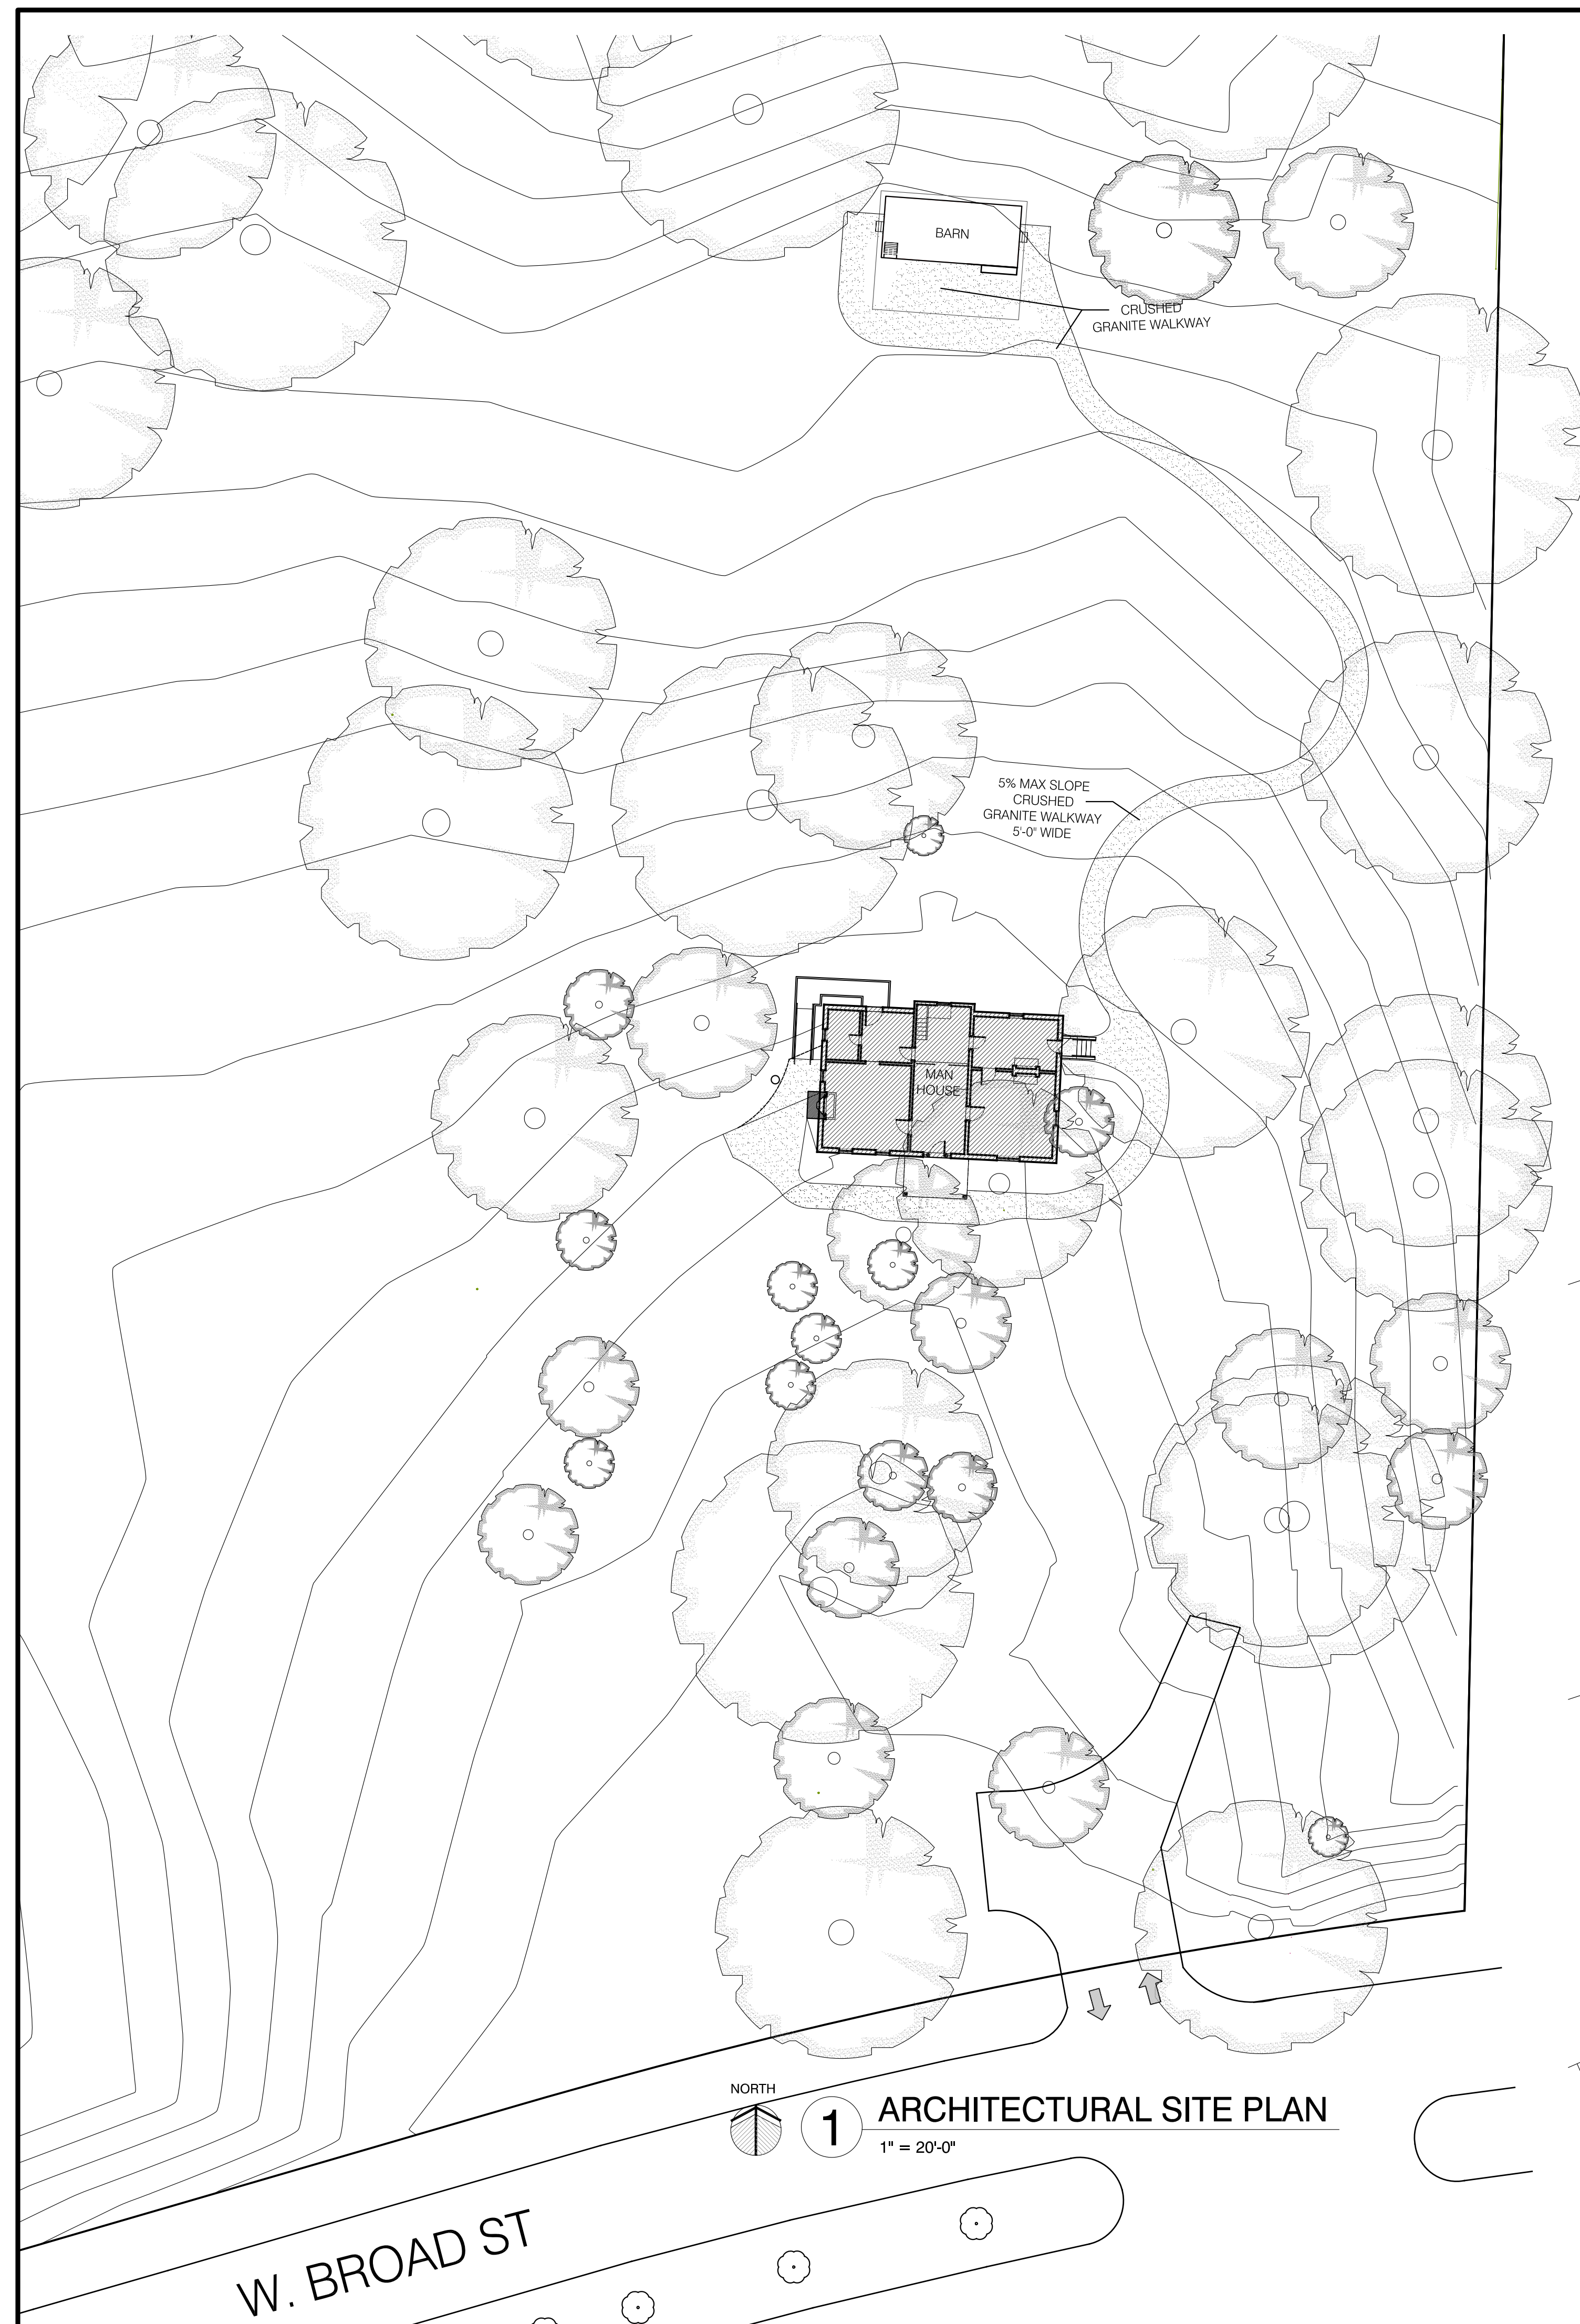 BARN
CRUSHED
GRANITE WALKWAY
5% MAX SLOPE
CRUSHED
GRANITE WALKWAY
5'-0" WIDE
MAN
HOUSE
NORTH
1
ARCHITECTURAL SITE PLAN
1" = 20'-0"
W. BROAD ST